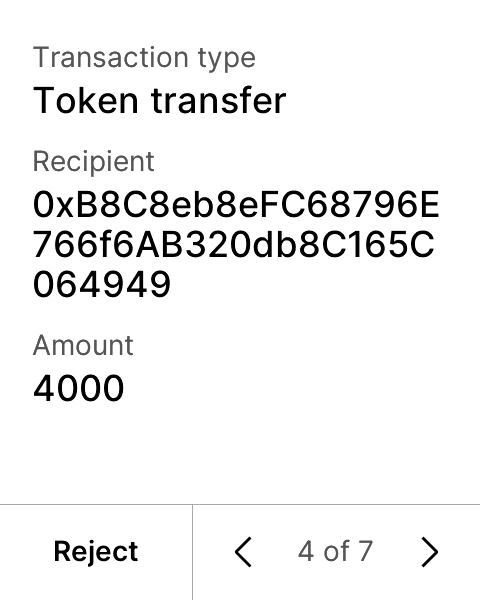 Transaction type
Token transfer
Recipient
0xB8C8eb8eFC68796E
766f6AB320db8C165C
064949
Amount
4000
Reject
4 of 7